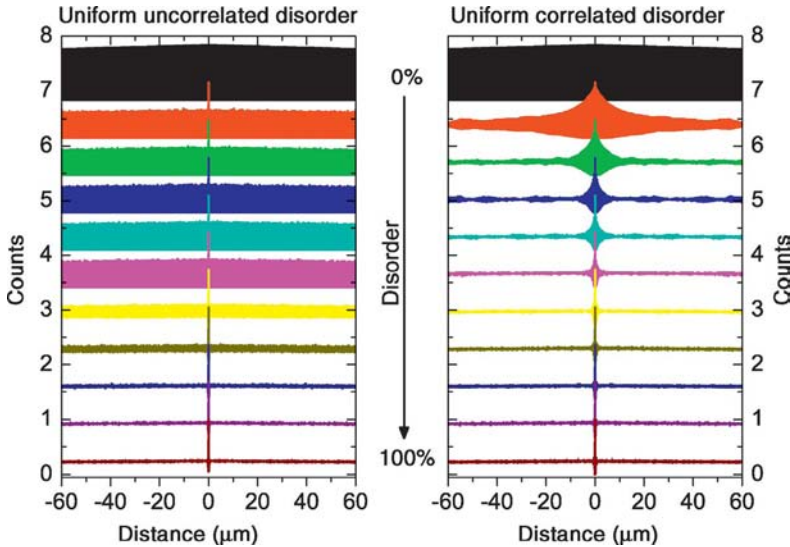 Uniform uncorrelated disorder
Uniform correlated disorder
8
7
6
5
4
3
2
1
0
Counts
-60 -40 -20 0 20 40 60
Distance (μm)
0%
Disorder
100%
8
7
6
5
4
3
2
1
0
Counts
-60 -40 -20 0 20 40 60
Distance (μm)